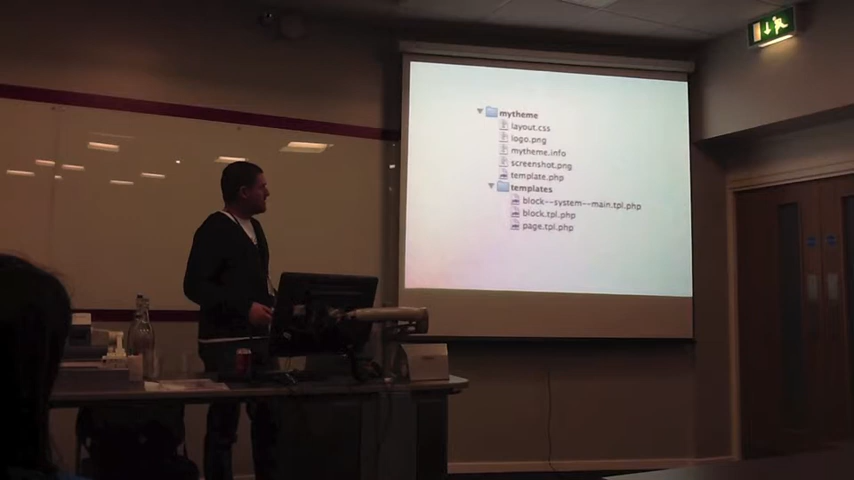 mytheme
layout.css
logo.png
mytheme.info
screenshot.png
template.php
templates
block--system--main.tpl.php
block.tpl.php
page.tpl.php